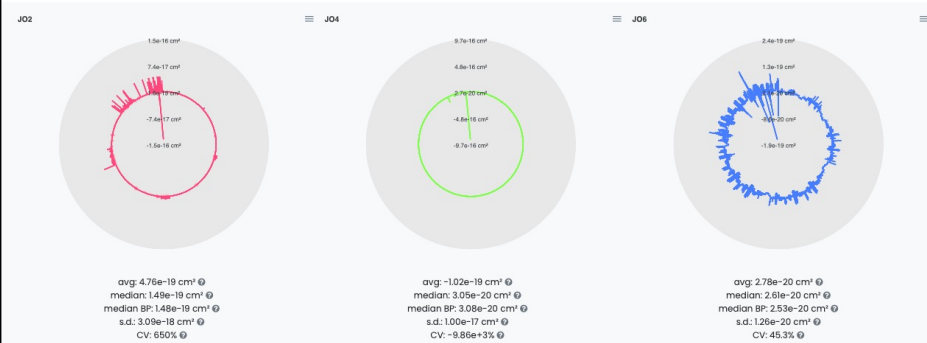 JO2
1.5e-16 cm²
7.4e-17 cm²
-7.4e-17 cm²
-1.5e-16 cm²
avg: 4.76e-19 cm²
median: 1.49e-19 cm²
median BP: 1.48e-19 cm²
s.d.: 3.09e-18 cm²
CV: 650%
JO4
9.7e-16 cm²
4.8e-16 cm²
2.7e-20 cm²
-4.8e-16 cm²
-9.7e-16 cm²
avg: -1.02e-19 cm²
median: 3.05e-20 cm²
median BP: 3.08e-20 cm²
s.d.: 1.00e-17 cm²
CV: -9.86e+3%
JO6
2.4e-19 cm²
1.3e-19 cm²
-1.9e-19 cm²
avg: 2.78e-20 cm²
median: 2.61e-20 cm²
median BP: 2.53e-20 cm²
s.d.: 1.26e-20 cm²
CV: 45.3%